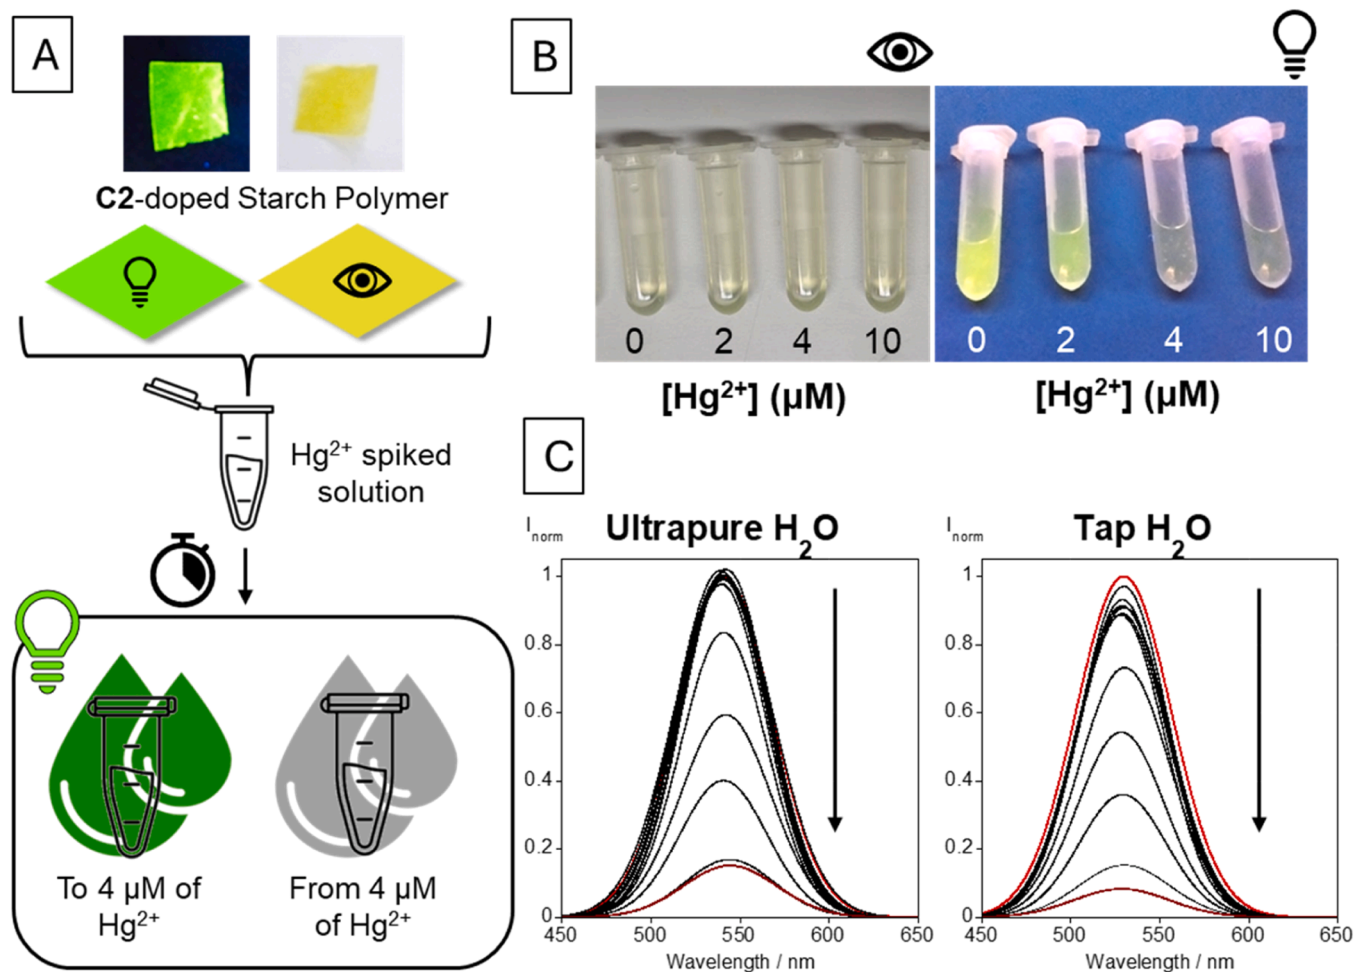 A
C2-doped Starch Polymer
Hg²⁺ spiked
solution
To 4 µM of
Hg²⁺
From 4 µM
of Hg²⁺
B
0 2 4 10
[Hg²⁺] (µM)
0 2 4 10
[Hg²⁺] (µM)
C
Ultrapure H₂O
Iₙₒᵣₘ
1
0.8
0.6
0.4
0.2
0
450 500 550 600 650
Wavelength / nm
Tap H₂O
Iₙₒᵣₘ
1
0.8
0.6
0.4
0.2
0
450 500 550 600 650
Wavelength / nm